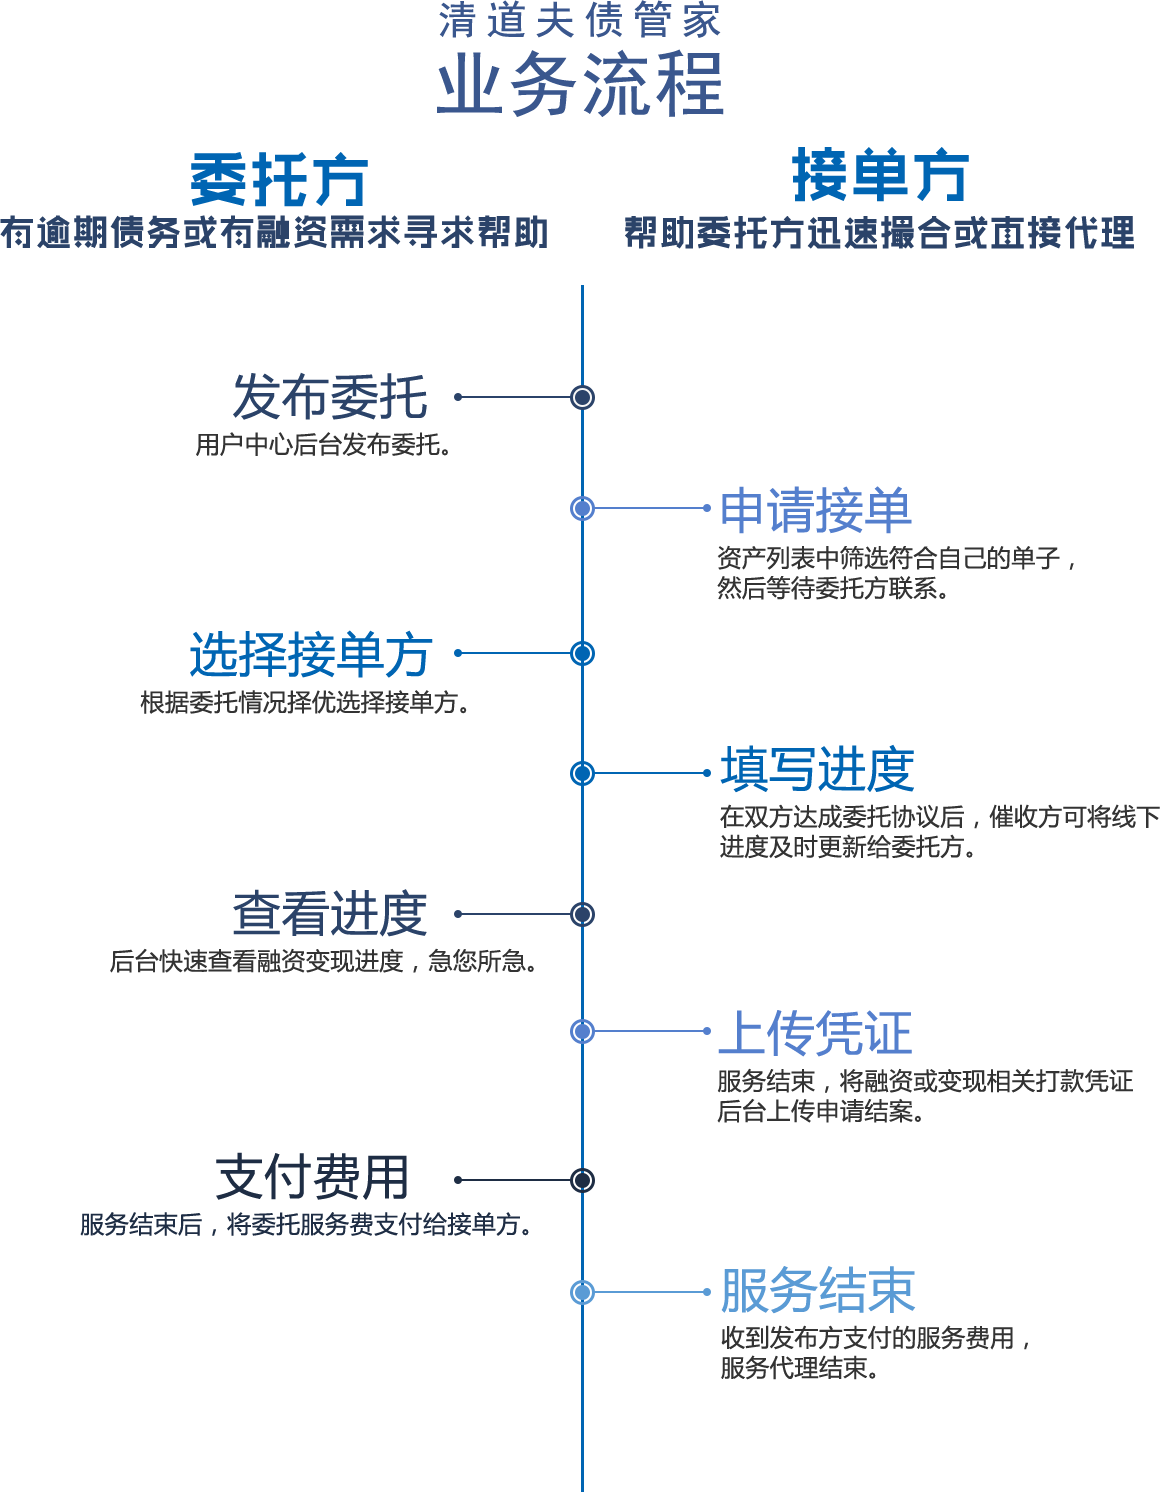 清道夫债管家
业务流程
委托方
有逾期债务或有融资需求寻求帮助
接单方
帮助委托方迅速撮合或直接代理
发布委托
用户中心后台发布委托。
申请接单
资产列表中筛选符合自己的单子，
然后等待委托方联系。
选择接单方
根据委托情况择优选择接单方。
填写进度
在双方达成委托协议后，催收方可将线下
进度及时更新给委托方。
查看进度
后台快速查看融资变现进度，急您所急。
上传凭证
服务结束，将融资或变现相关打款凭证
后台上传申请结案。
支付费用
服务结束后，将委托服务费支付给接单方。
服务结束
收到发布方支付的服务费用，
服务代理结束。